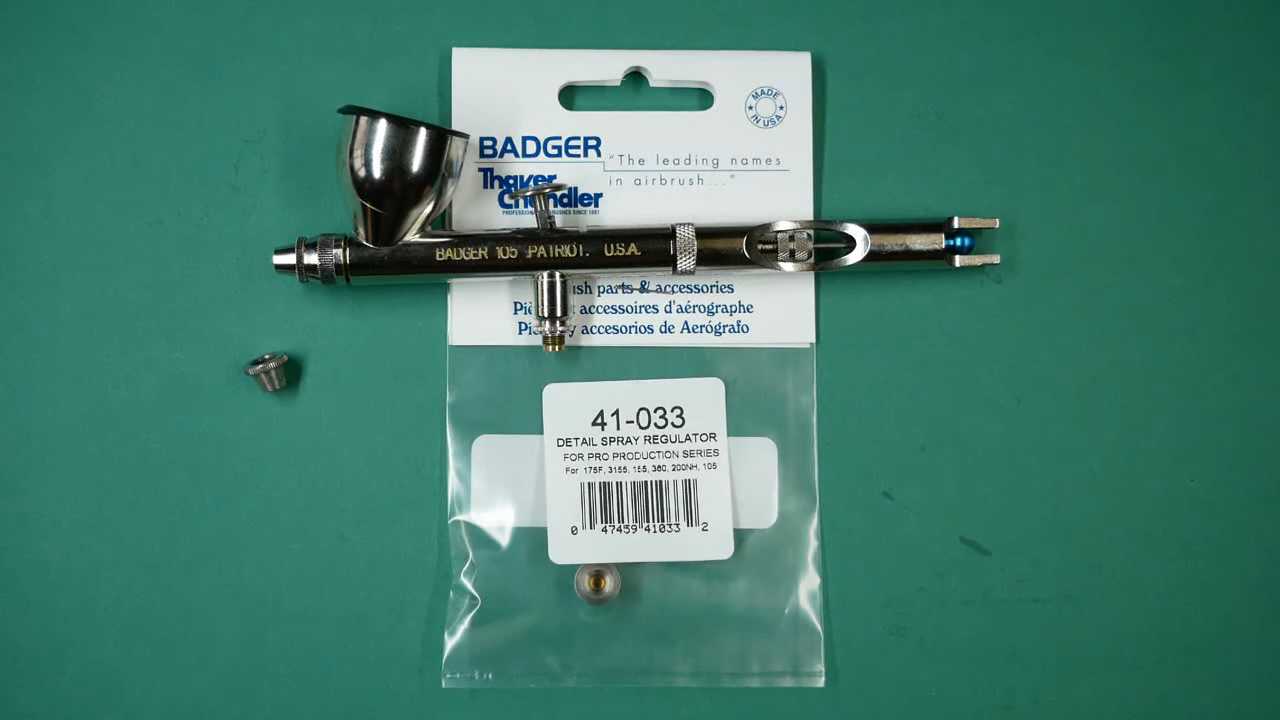 MADE
IN USA
BADGER
"The leading names
in airbrush..."
Thayer
Chandler
SINCE 1891
BADGER 105 PATRIOT. U.S.A.
parts & accessories
accessoires d'aérographe
y accesorios de Aerógrafo
41-033
DETAIL SPRAY REGULATOR
FOR PRO PRODUCTION SERIES
For 175F, 3155, 155, 360, 200NH, 105
0 47459 41033 2